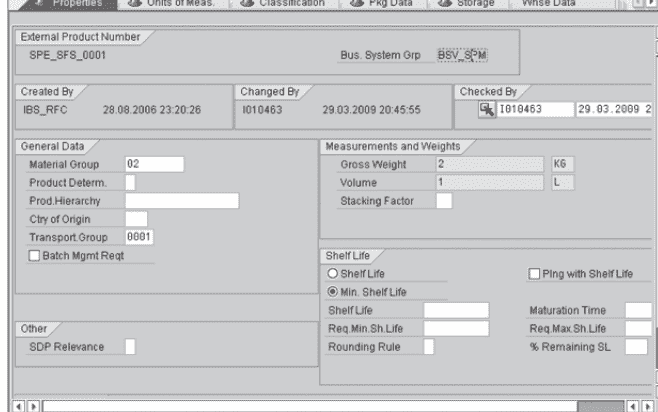 Properties Units of Meas. Classification Pkg Data Storage Whse Data
External Product Number
SPE_SFS_0001 Bus. System Grp BSV_SPM
Created By Changed By Checked By
IBS_RFC 28.08.2006 23:20:26 I010463 29.03.2009 20:45:55 I010463 29.03.2009 2
General Data Measurements and Weights
Material Group 02 Gross Weight 2 KG
Product Determ. Volume 1 L
Prod.Hierarchy Stacking Factor
Ctry of Origin
Transport.Group 0001
Batch Mgmt Reqt Shelf Life
Shelf Life Plng with Shelf Life
Min. Shelf Life
Shelf Life Maturation Time
Other Req.Min.Sh.Life Req.Max.Sh.Life
SDP Relevance Rounding Rule % Remaining SL